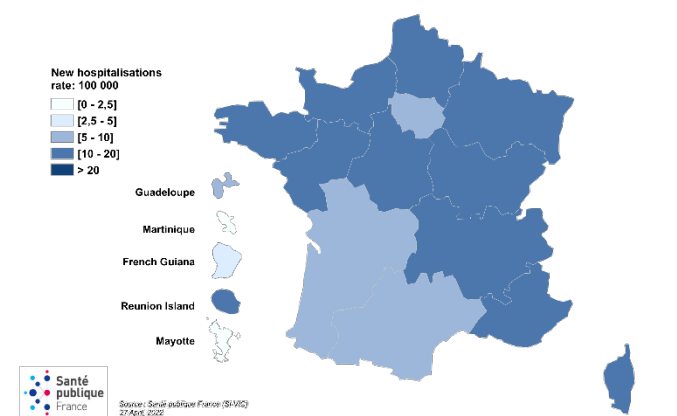 New hospitalisations
rate: 100 000
[0 - 2,5]
[2,5 - 5]
[5 - 10]
[10 - 20]
> 20
Guadeloupe
Martinique
French Guiana
Reunion Island
Mayotte
Santé
publique
France
Source : Santé publique France (SI-VIC)
27 April, 2022